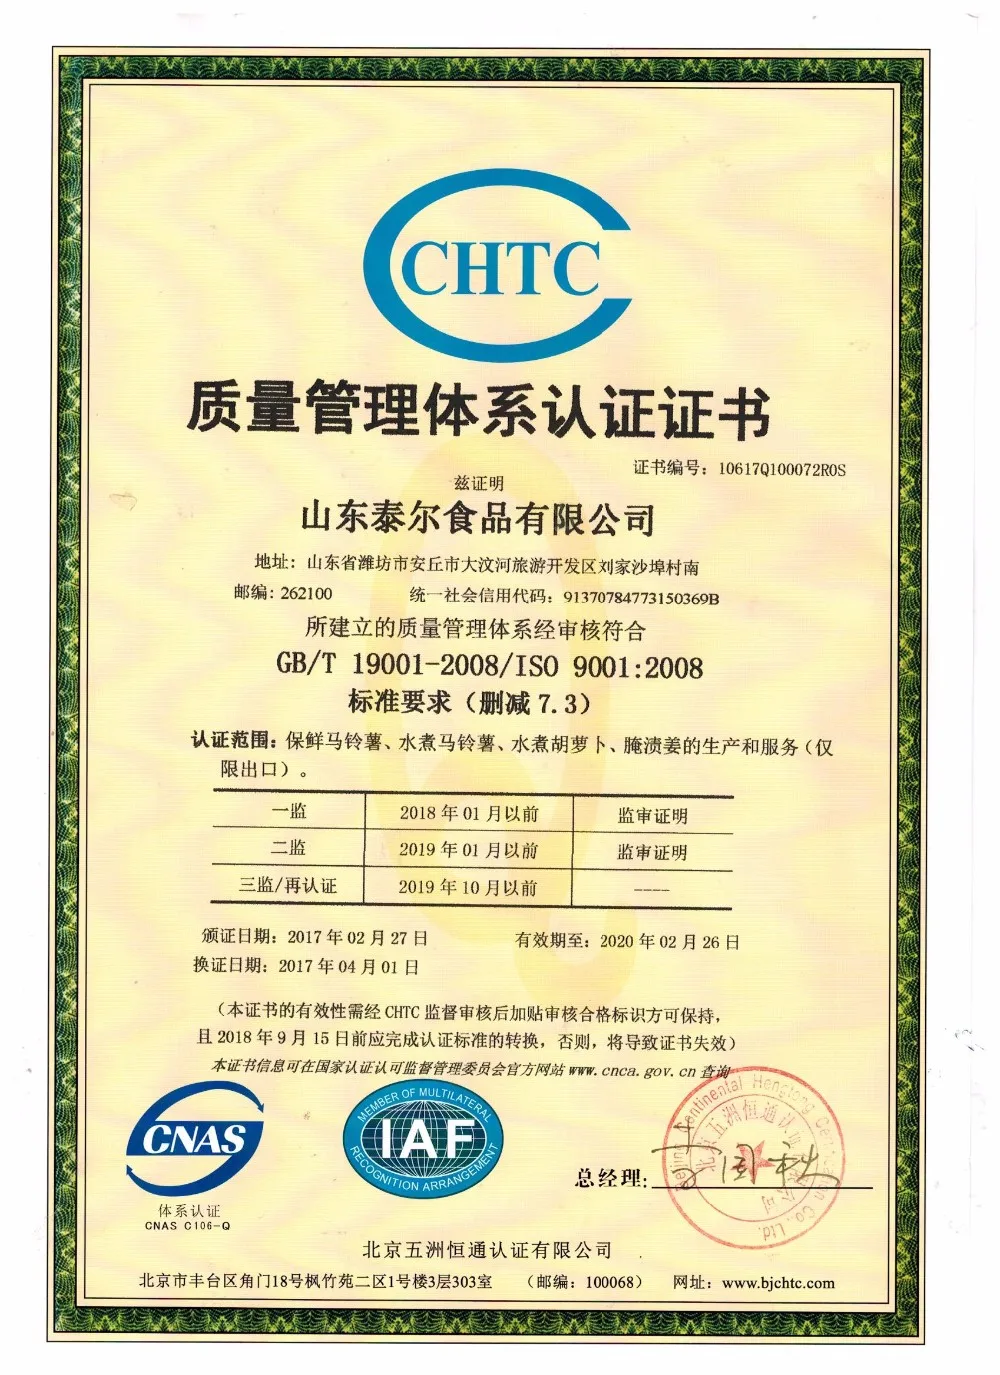 CHTC
质量管理体系认证证书
证书编号：10617Q100072R0S
兹证明
山东泰尔食品有限公司
地址：山东省潍坊市安丘市大汶河旅游开发区刘家沙埠村南
邮编: 262100 统一社会信用代码：91370784773150369B
所建立的质量管理体系经审核符合
GB/T 19001-2008/ISO 9001:2008
标准要求（删减 7.3）
认证范围：保鲜马铃薯、水煮马铃薯、水煮胡萝卜、腌渍姜的生产和服务（仅
限出口）。
一监 2018 年 01 月以前 监审证明
二监 2019 年 01 月以前 监审证明
三监/再认证 2019 年 10 月以前 ----
颁证日期：2017 年 02 月 27 日 有效期至：2020 年 02 月 26 日
换证日期：2017 年 04 月 01 日
（本证书的有效性需经 CHTC 监督审核后加贴审核合格标识方可保持，
且 2018 年 9 月 15 日前应完成认证标准的转换，否则，将导致证书失效）
本证书信息可在国家认证认可监督管理委员会官方网站 www.cnca.gov.cn 查询
CNAS
体系认证
CNAS C106-Q
MEMBER OF MULTILATERAL
IAF
RECOGNITION ARRANGEMENT
总经理:
北京五洲恒通认证有限公司
北京市丰台区角门18号枫竹苑二区1号楼3层303室 （邮编：100068） 网址：www.bjchtc.com